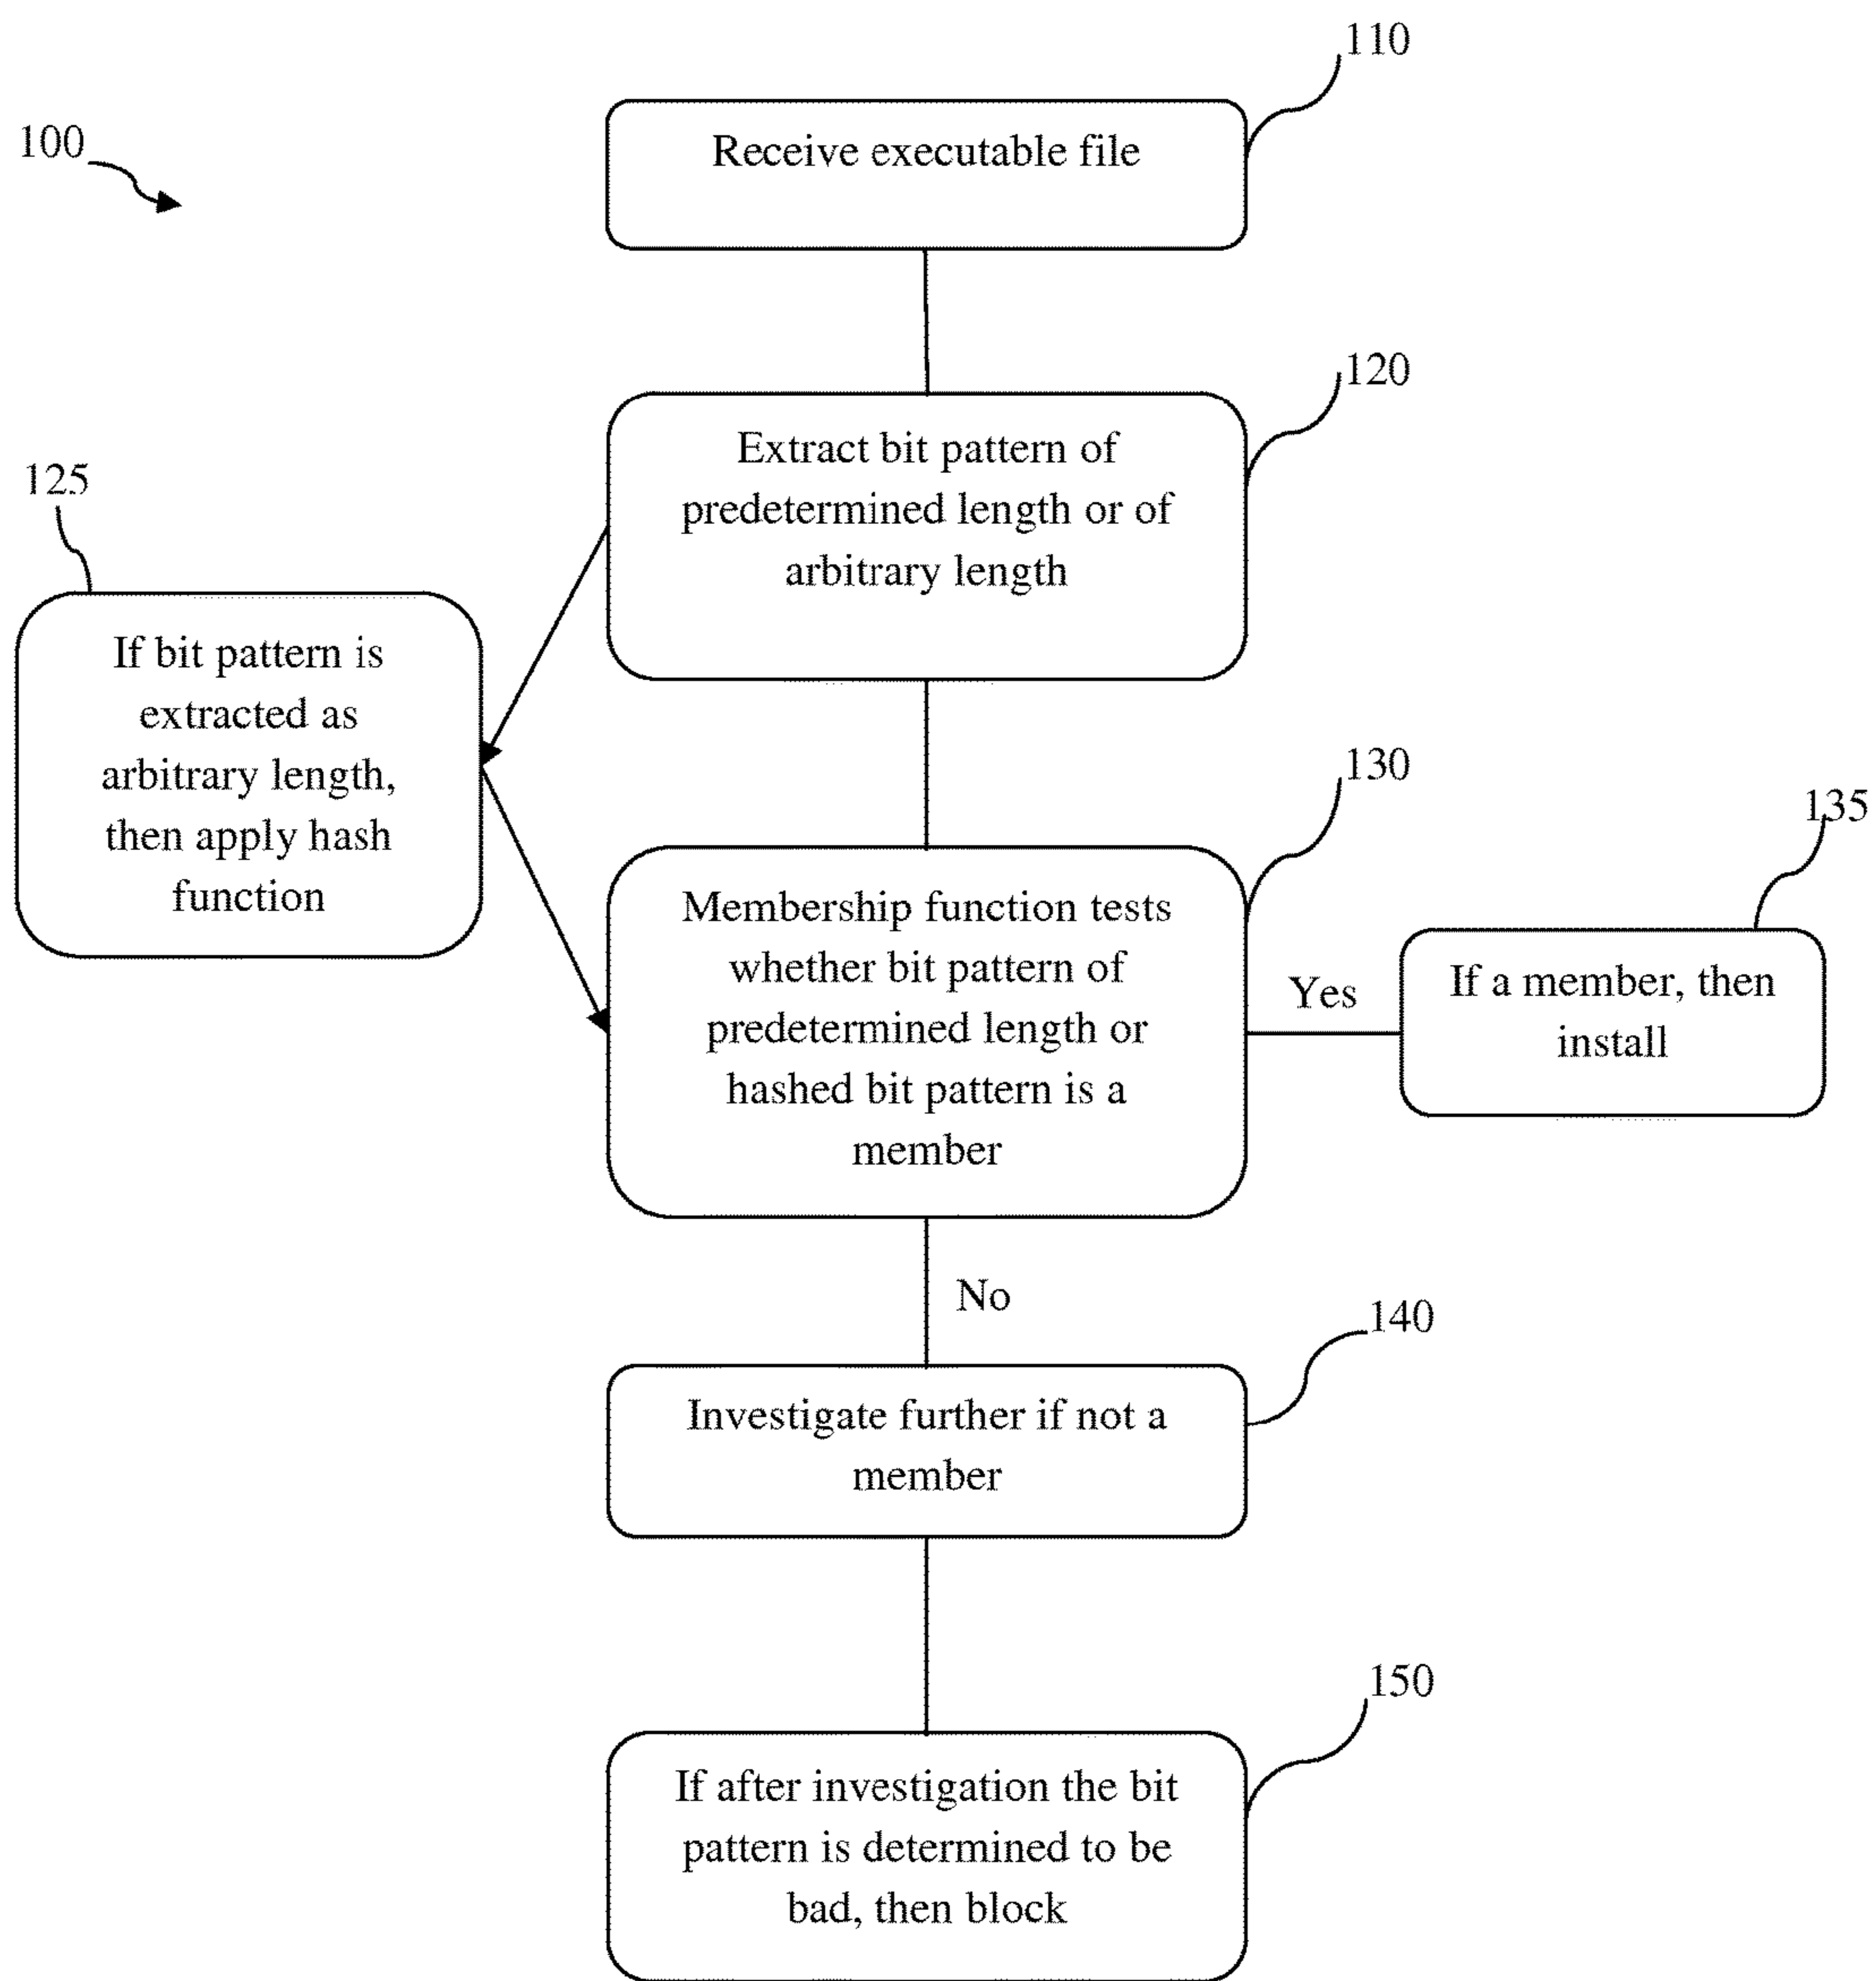 110
100
Receive executable file
120
Extract bit pattern of
predetermined length or of
arbitrary length
125
If bit pattern is
extracted as
arbitrary length,
then apply hash
function
130
135
Membership function tests
whether bit pattern of
predetermined length or
hashed bit pattern is a
member
Yes
If a member, then
install
No
140
Investigate further if not a
member
150
If after investigation the bit
pattern is determined to be
bad, then block